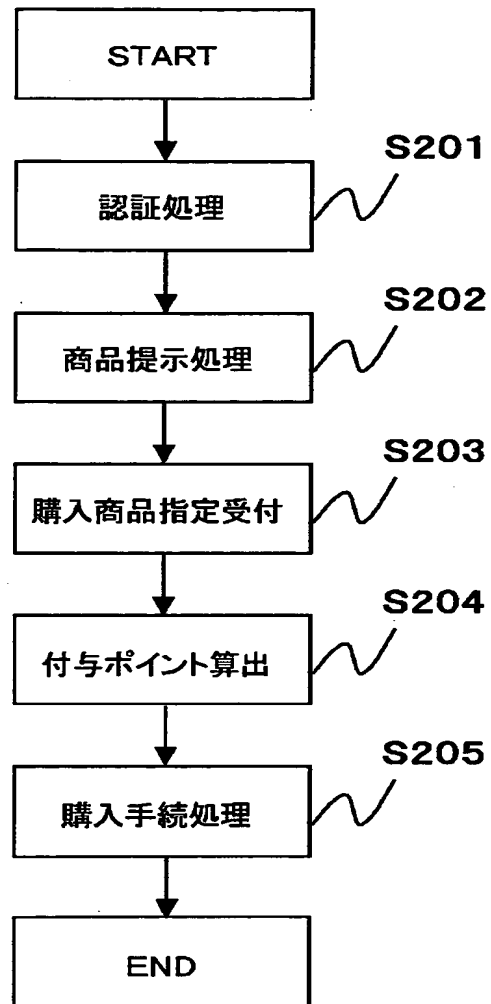 START
S201
認証処理
S202
商品提示処理
S203
購入商品指定受付
S204
付与ポイント算出
S205
購入手続処理
END